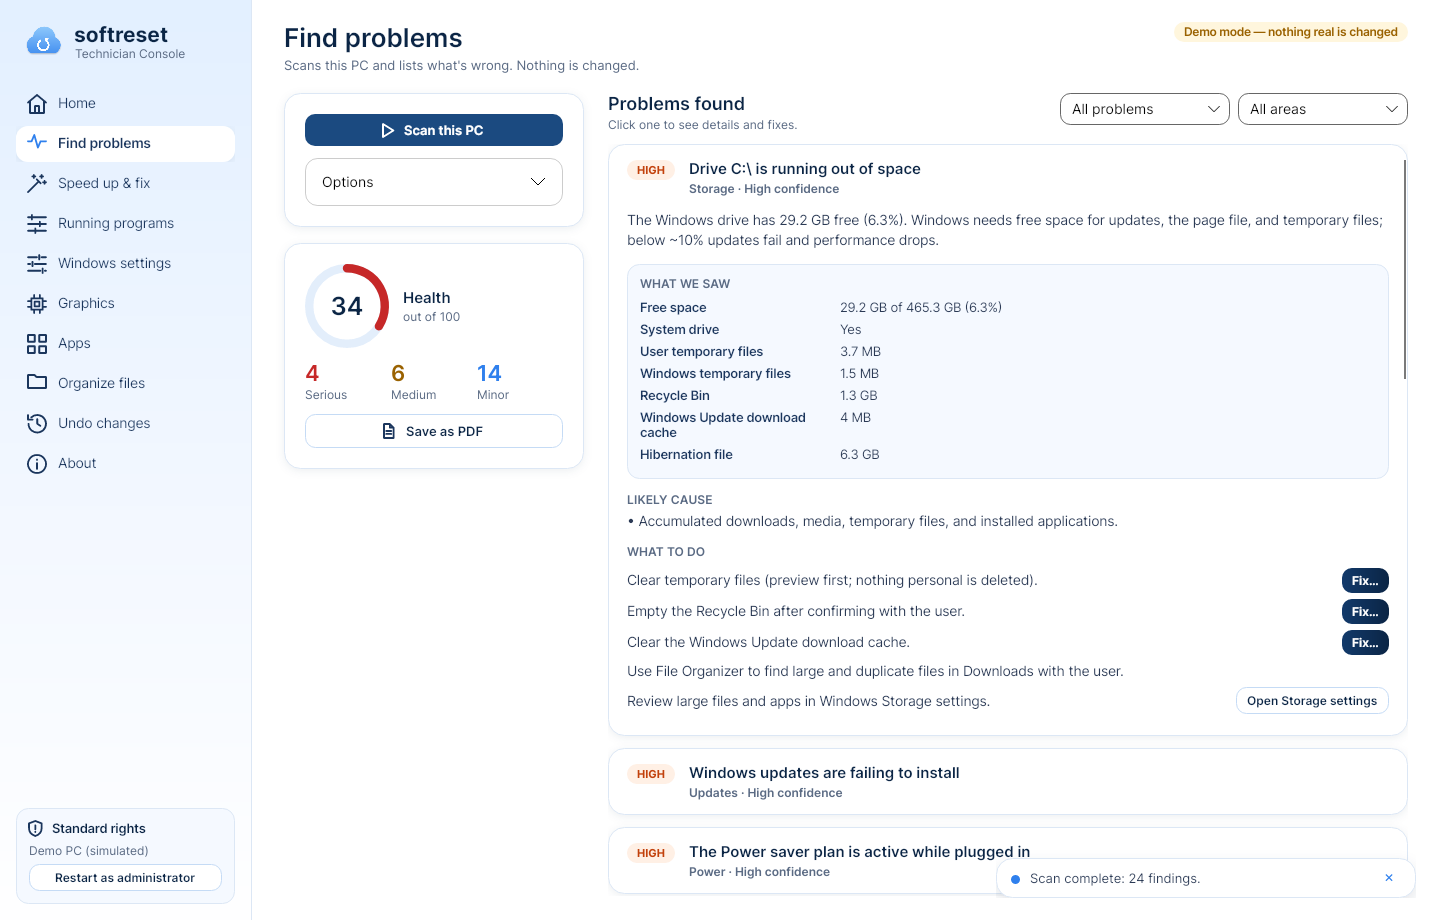 softreset
Technician Console
Home
Find problems
Speed up & fix
Running programs
Windows settings
Graphics
Apps
Organize files
Undo changes
About
Standard rights
Demo PC (simulated)
Restart as administrator
Find problems
Scans this PC and lists what's wrong. Nothing is changed.
Demo mode — nothing real is changed
Scan this PC
Options
34
Health
out of 100
4
Serious
6
Medium
14
Minor
Save as PDF
Problems found
Click one to see details and fixes.
All problems
All areas
HIGH
Drive C:\ is running out of space
Storage · High confidence
The Windows drive has 29.2 GB free (6.3%). Windows needs free space for updates, the page file, and temporary files;
below ~10% updates fail and performance drops.
WHAT WE SAW
Free space 29.2 GB of 465.3 GB (6.3%)
System drive Yes
User temporary files 3.7 MB
Windows temporary files 1.5 MB
Recycle Bin 1.3 GB
Windows Update download 4 MB
cache
Hibernation file 6.3 GB
LIKELY CAUSE
• Accumulated downloads, media, temporary files, and installed applications.
WHAT TO DO
Clear temporary files (preview first; nothing personal is deleted). Fix...
Empty the Recycle Bin after confirming with the user. Fix...
Clear the Windows Update download cache. Fix...
Use File Organizer to find large and duplicate files in Downloads with the user.
Review large files and apps in Windows Storage settings. Open Storage settings
HIGH
Windows updates are failing to install
Updates · High confidence
HIGH
The Power saver plan is active while plugged in
Power · High confidence
Scan complete: 24 findings.